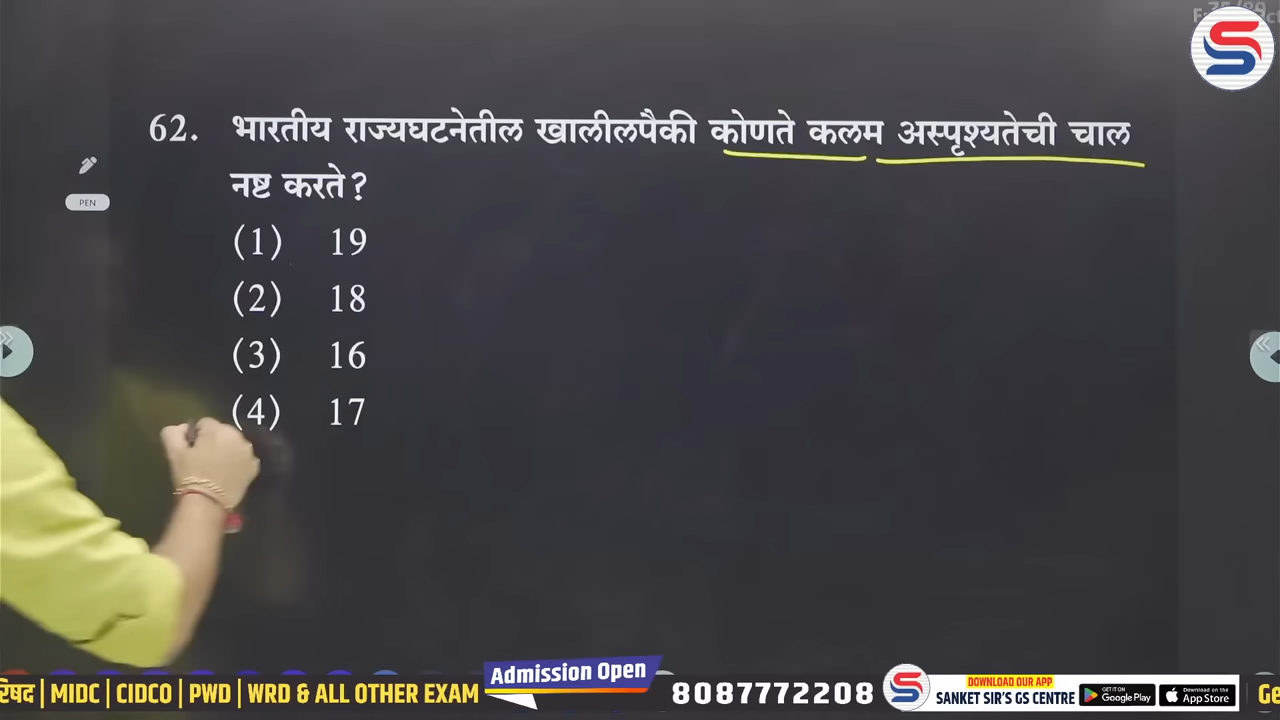 62. भारतीय राज्यघटनेतील खालीलपैकी कोणते कलम अस्पृश्यतेची चाल
नष्ट करते?
(1) 19
(2) 18
(3) 16
(4) 17
PEN
रिषद | MIDC | CIDCO | PWD | WRD & ALL OTHER EXAM
Admission Open
8087772208
DOWNLOAD OUR APP
SANKET SIR'S GS CENTRE
GET IT ON Google Play
Download on the App Store
Ge